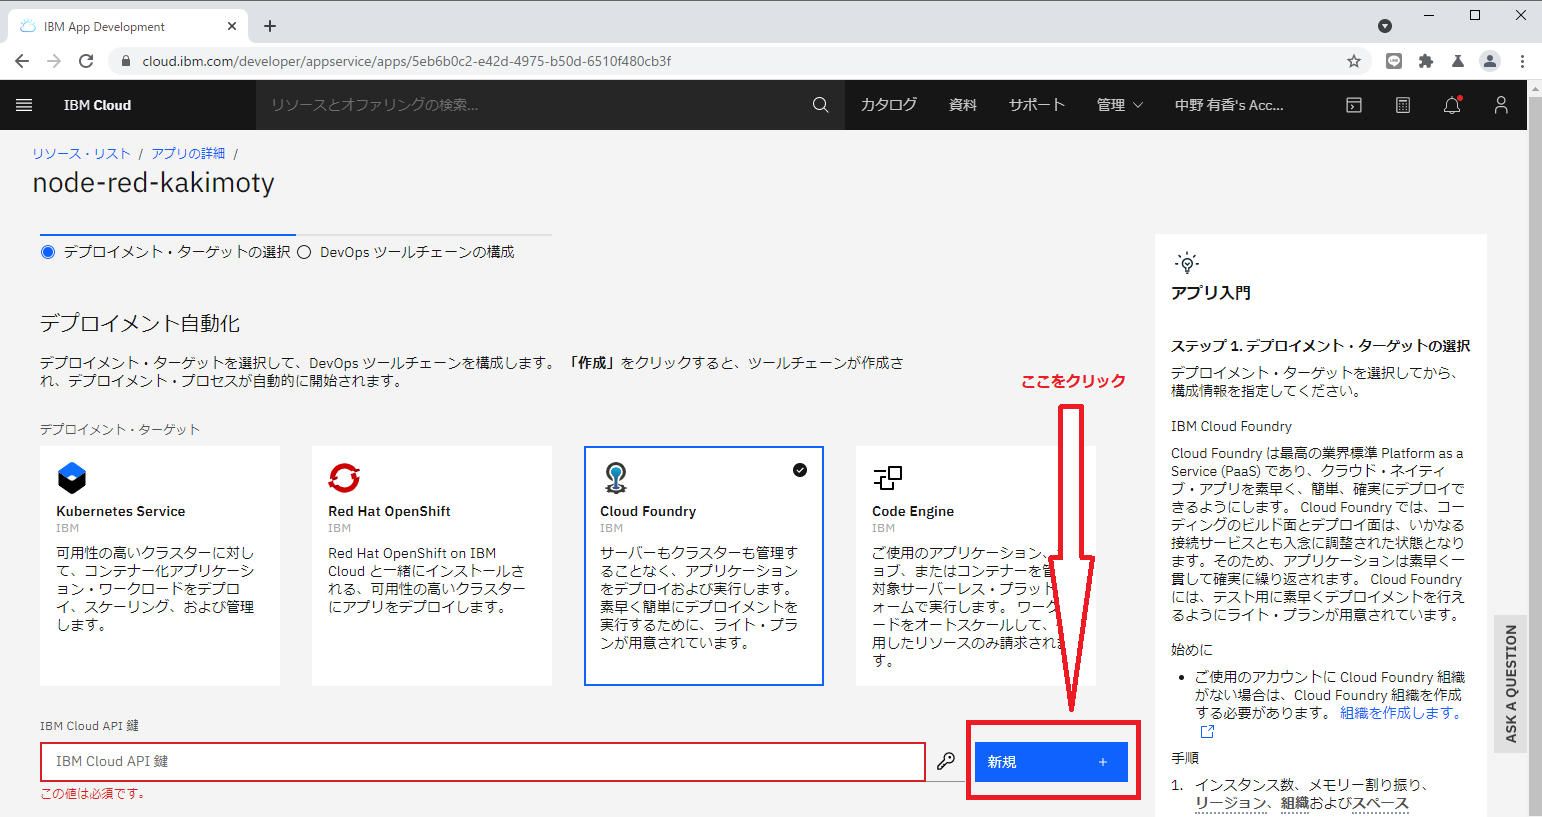 IBM App Development
cloud.ibm.com/developer/appservice/apps/5eb6b0c2-e42d-4975-b50d-6510f480cb3f
IBM Cloud
リソースとオファリングの検索...
カタログ
資料
サポート
管理
中野 有香's Acc...
リソース・リスト / アプリの詳細 /
node-red-kakimoty
デプロイメント・ターゲットの選択
DevOps ツールチェーンの構成
デプロイメント自動化
デプロイメント・ターゲットを選択して、DevOps ツールチェーンを構成します。 「作成」をクリックすると、ツールチェーンが作成さ
れ、デプロイメント・プロセスが自動的に開始されます。
ここをクリック
デプロイメント・ターゲット
Kubernetes Service
IBM
可用性の高いクラスターに対し
て、コンテナー化アプリケーシ
ョン・ワークロードをデプロ
イ、スケーリング、および管理
します。
Red Hat OpenShift
IBM
Red Hat OpenShift on IBM
Cloud と一緒にインストールさ
れる、可用性の高いクラスター
にアプリをデプロイします。
Cloud Foundry
IBM
サーバーもクラスターも管理す
ることなく、アプリケーション
をデプロイおよび実行します。
素早く簡単にデプロイメントを
実行するために、ライト・プラ
ンが用意されています。
Code Engine
IBM
ご使用のアプリケーション、
ョブ、またはコンテナーを管
対象サーバーレス・プラット
ォームで実行します。 ワーク
ードをオートスケールして、
用したリソースのみ請求されま
す。
IBM Cloud API 鍵
IBM Cloud API 鍵
新規 +
この値は必須です。
アプリ入門
ステップ 1. デプロイメント・ターゲットの選択
デプロイメント・ターゲットを選択してから、
構成情報を指定してください。
IBM Cloud Foundry
Cloud Foundry は最高の業界標準 Platform as a
Service (PaaS) であり、クラウド・ネイティ
ブ・アプリを素早く、簡単、確実にデプロイで
きるようにします。 Cloud Foundry では、コー
ディングのビルド面とデプロイ面は、いかなる
接続サービスとも入念に調整された状態となり
ます。そのため、アプリケーションは素早く一
貫して確実に繰り返されます。 Cloud Foundry
には、テスト用に素早くデプロイメントを行え
るようにライト・プランが用意されています。
始めに
• ご使用のアカウントに Cloud Foundry 組織
がない場合は、Cloud Foundry 組織を作成
する必要があります。 組織を作成します。
手順
1. インスタンス数、メモリー割り振り、
リージョン、組織およびスペース
ASK A QUESTION